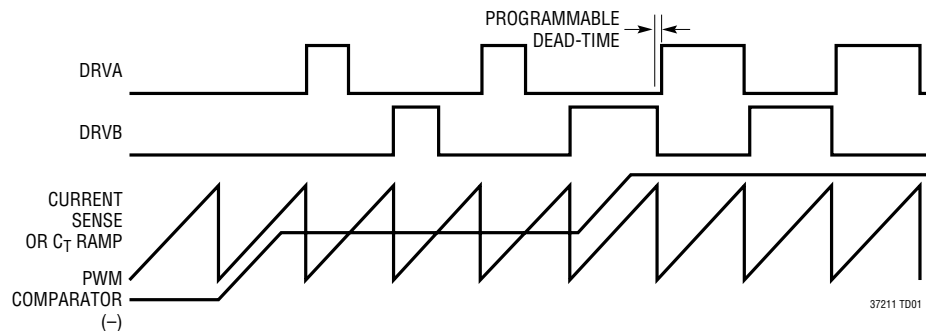 PROGRAMMABLE
DEAD-TIME
DRVA
DRVB
CURRENT
SENSE
OR CT RAMP
PWM
COMPARATOR
(–)
37211 TD01